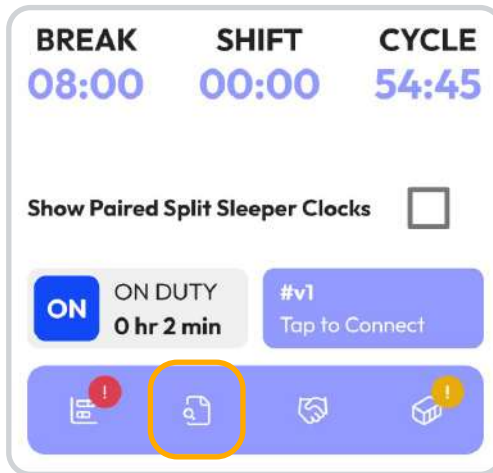 BREAK SHIFT CYCLE
08:00 00:00 54:45
Show Paired Split Sleeper Clocks
ON ON DUTY #v1
0 hr 2 min Tap to Connect
! !